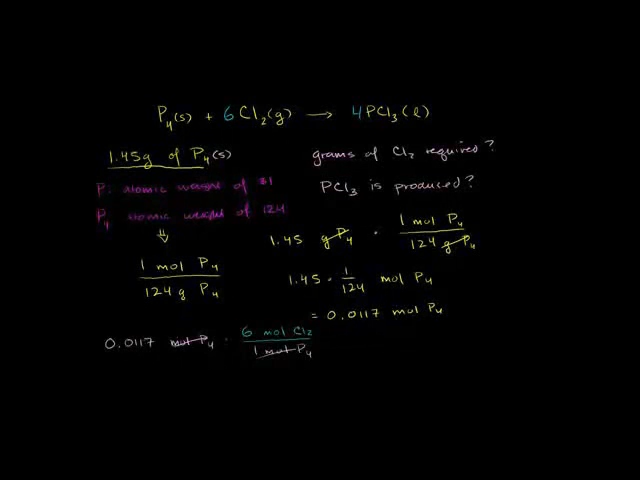 P₄(s) + 6Cl₂(g) → 4PCl₃(l)
1.45g of P₄(s)
grams of Cl₂ requires?
P: atomic weight of 31
PCl₃ is produced?
P₄ atomic weight of 124
⇓
1.45 g P₄ · 1 mol P₄ / 124 g P₄
1 mol P₄ / 124 g P₄
1.45 · 1/124 mol P₄
= 0.0117 mol P₄
0.0117 mol P₄ · 6 mol Cl₂ / 1 mol P₄